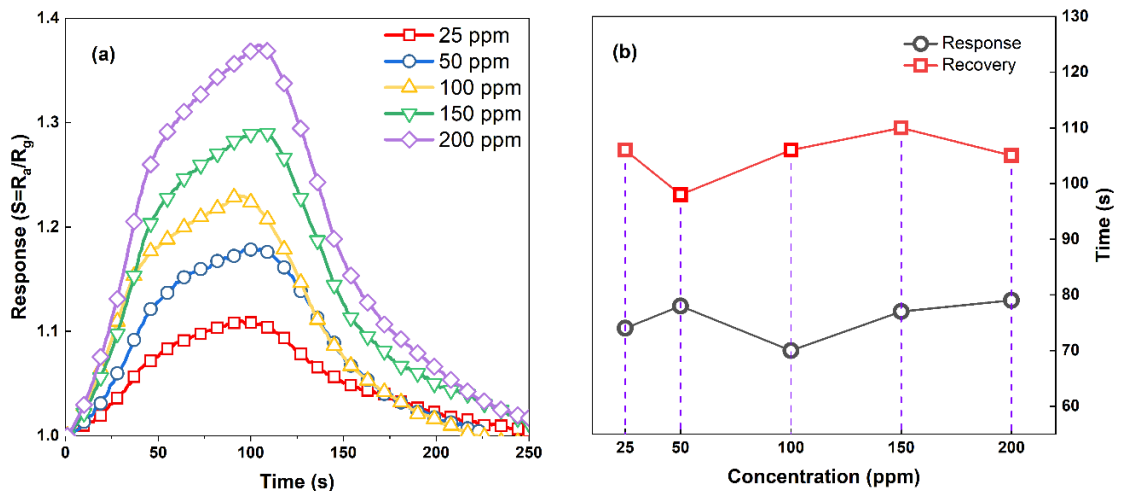 (a)
25 ppm
50 ppm
100 ppm
150 ppm
200 ppm
1.4
1.3
1.2
1.1
1.0
Response (S=Rₐ/R_g)
0
50
100
150
200
250
Time (s)
(b)
Response
Recovery
130
120
110
100
90
80
70
60
Time (s)
25
50
100
150
200
Concentration (ppm)